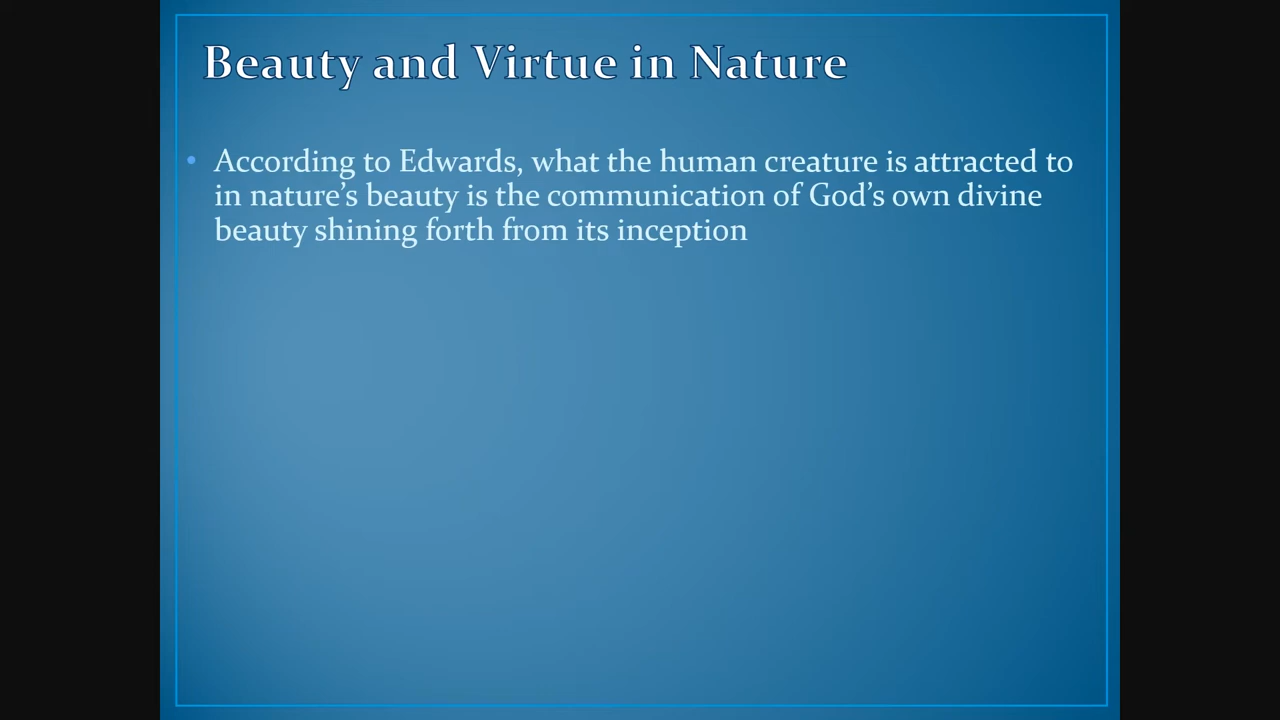 Beauty and Virtue in Nature
• According to Edwards, what the human creature is attracted to
in nature’s beauty is the communication of God’s own divine
beauty shining forth from its inception